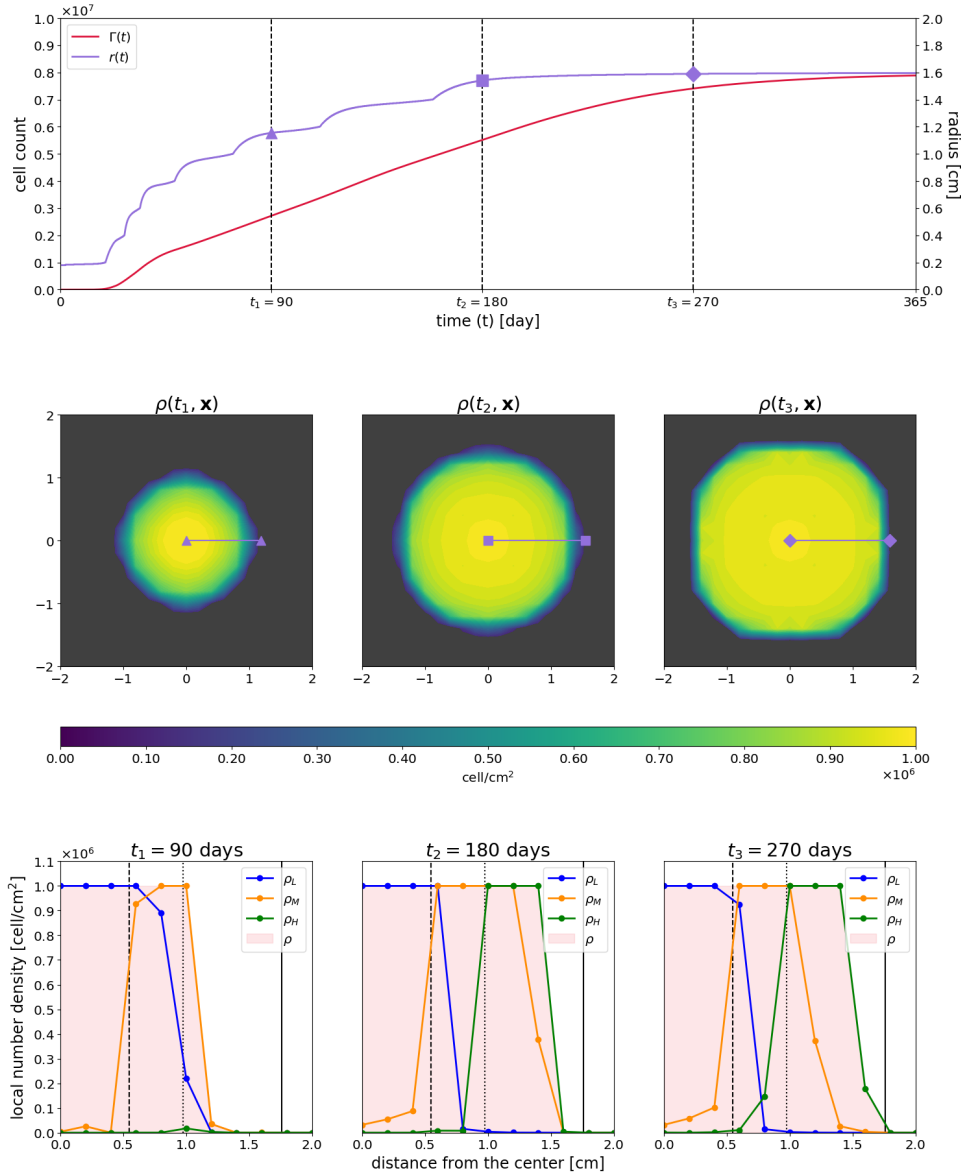 ×10⁷
1.0
0.9
0.8
0.7
0.6
0.5
0.4
0.3
0.2
0.1
0.0
cell count
Γ(t)
r(t)
2.0
1.8
1.6
1.4
1.2
1.0
0.8
0.6
0.4
0.2
0.0
radius [cm]
0 t₁ = 90 t₂ = 180 t₃ = 270 365
time (t) [day]
ρ(t₁, x) ρ(t₂, x) ρ(t₃, x)
2
1
0
−1
−2
−2 −1 0 1 2 −2 −1 0 1 2 −2 −1 0 1 2
0.00 0.10 0.20 0.30 0.40 0.50 0.60 0.70 0.80 0.90 1.00
cell/cm²
×10⁶
t₁ = 90 days t₂ = 180 days t₃ = 270 days
×10⁶
1.1
1.0
0.9
0.8
0.7
0.6
0.5
0.4
0.3
0.2
0.1
0.0
local number density [cell/cm²]
ρL
ρM
ρH
ρ
ρL
ρM
ρH
ρ
ρL
ρM
ρH
ρ
0.0 0.5 1.0 1.5 2.0 0.0 0.5 1.0 1.5 2.0 0.0 0.5 1.0 1.5 2.0
distance from the center [cm]